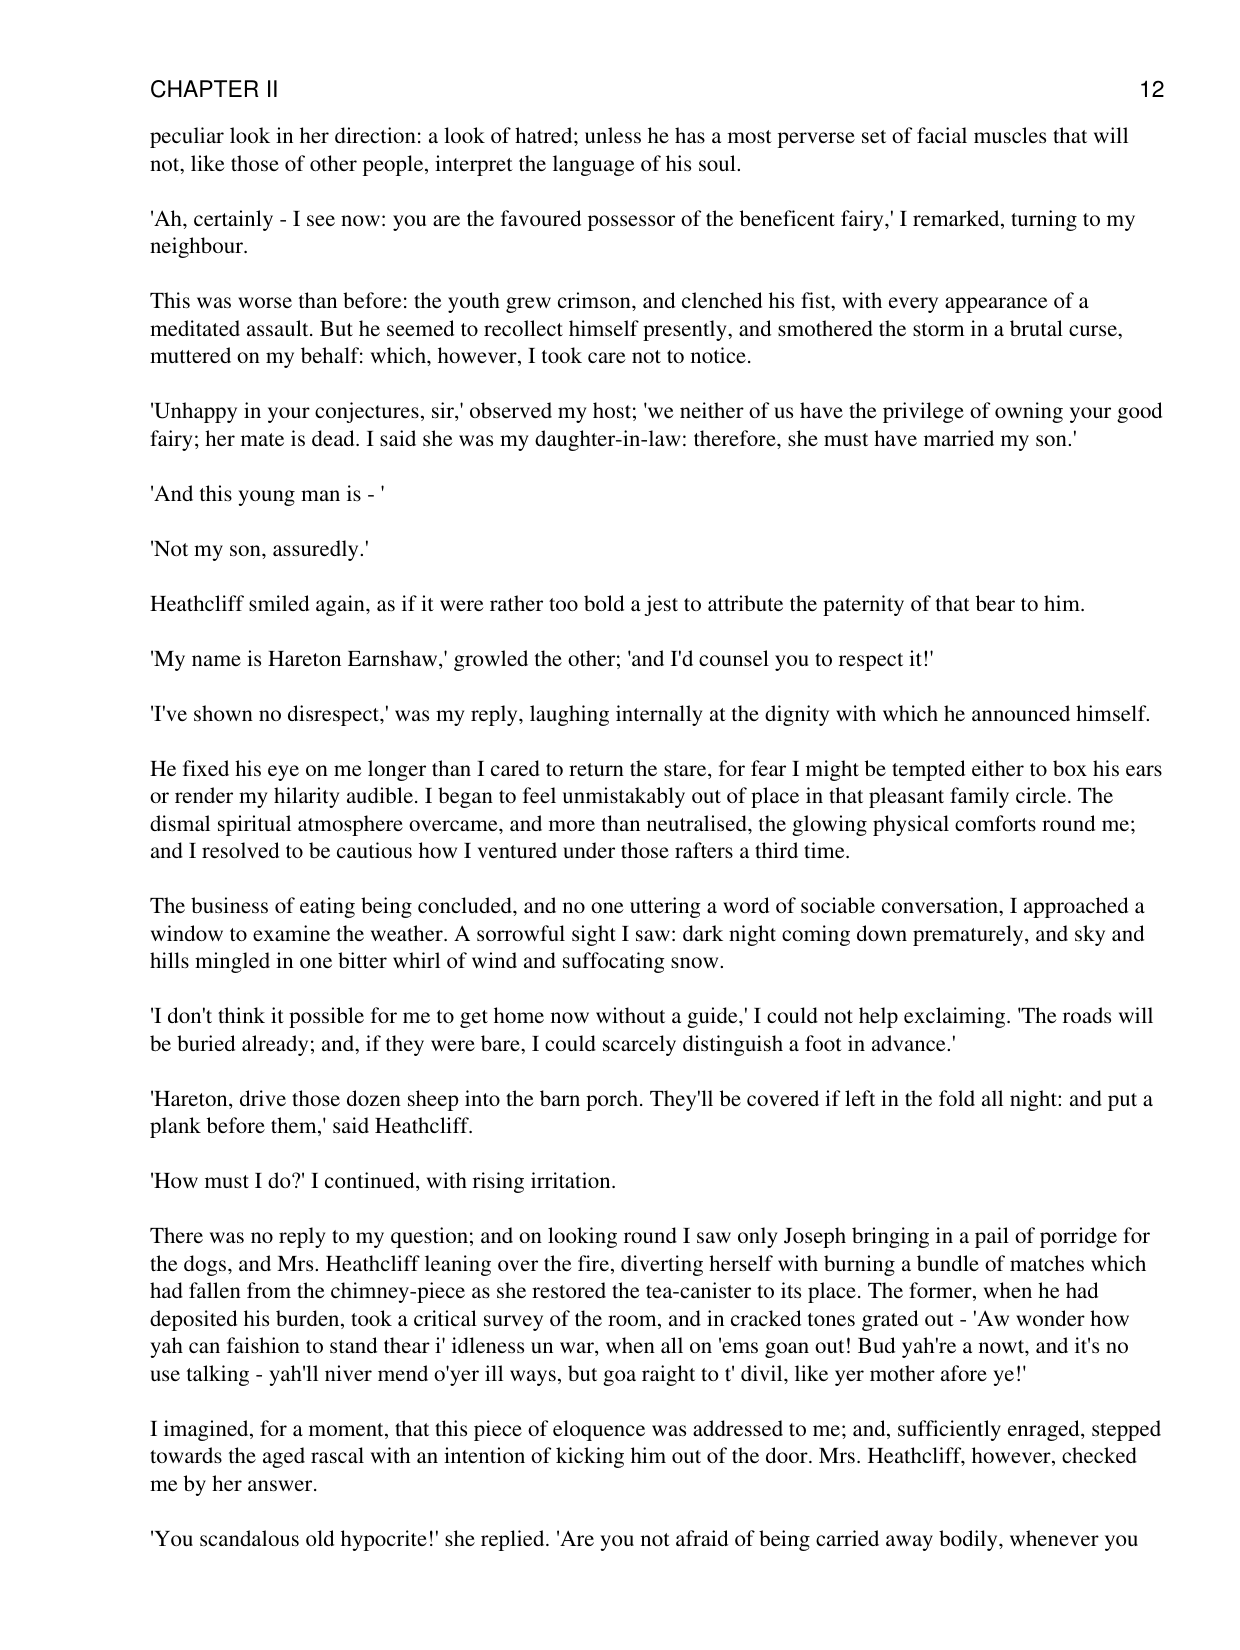 CHAPTER II 12
peculiar look in her direction: a look of hatred; unless he has a most perverse set of facial muscles that will
not, like those of other people, interpret the language of his soul.
'Ah, certainly - I see now: you are the favoured possessor of the beneficent fairy,' I remarked, turning to my
neighbour.
This was worse than before: the youth grew crimson, and clenched his fist, with every appearance of a
meditated assault. But he seemed to recollect himself presently, and smothered the storm in a brutal curse,
muttered on my behalf: which, however, I took care not to notice.
'Unhappy in your conjectures, sir,' observed my host; 'we neither of us have the privilege of owning your good
fairy; her mate is dead. I said she was my daughter-in-law: therefore, she must have married my son.'
'And this young man is - '
'Not my son, assuredly.'
Heathcliff smiled again, as if it were rather too bold a jest to attribute the paternity of that bear to him.
'My name is Hareton Earnshaw,' growled the other; 'and I'd counsel you to respect it!'
'I've shown no disrespect,' was my reply, laughing internally at the dignity with which he announced himself.
He fixed his eye on me longer than I cared to return the stare, for fear I might be tempted either to box his ears
or render my hilarity audible. I began to feel unmistakably out of place in that pleasant family circle. The
dismal spiritual atmosphere overcame, and more than neutralised, the glowing physical comforts round me;
and I resolved to be cautious how I ventured under those rafters a third time.
The business of eating being concluded, and no one uttering a word of sociable conversation, I approached a
window to examine the weather. A sorrowful sight I saw: dark night coming down prematurely, and sky and
hills mingled in one bitter whirl of wind and suffocating snow.
'I don't think it possible for me to get home now without a guide,' I could not help exclaiming. 'The roads will
be buried already; and, if they were bare, I could scarcely distinguish a foot in advance.'
'Hareton, drive those dozen sheep into the barn porch. They'll be covered if left in the fold all night: and put a
plank before them,' said Heathcliff.
'How must I do?' I continued, with rising irritation.
There was no reply to my question; and on looking round I saw only Joseph bringing in a pail of porridge for
the dogs, and Mrs. Heathcliff leaning over the fire, diverting herself with burning a bundle of matches which
had fallen from the chimney-piece as she restored the tea-canister to its place. The former, when he had
deposited his burden, took a critical survey of the room, and in cracked tones grated out - 'Aw wonder how
yah can faishion to stand thear i' idleness un war, when all on 'ems goan out! Bud yah're a nowt, and it's no
use talking - yah'll niver mend o'yer ill ways, but goa raight to t' divil, like yer mother afore ye!'
I imagined, for a moment, that this piece of eloquence was addressed to me; and, sufficiently enraged, stepped
towards the aged rascal with an intention of kicking him out of the door. Mrs. Heathcliff, however, checked
me by her answer.
'You scandalous old hypocrite!' she replied. 'Are you not afraid of being carried away bodily, whenever you